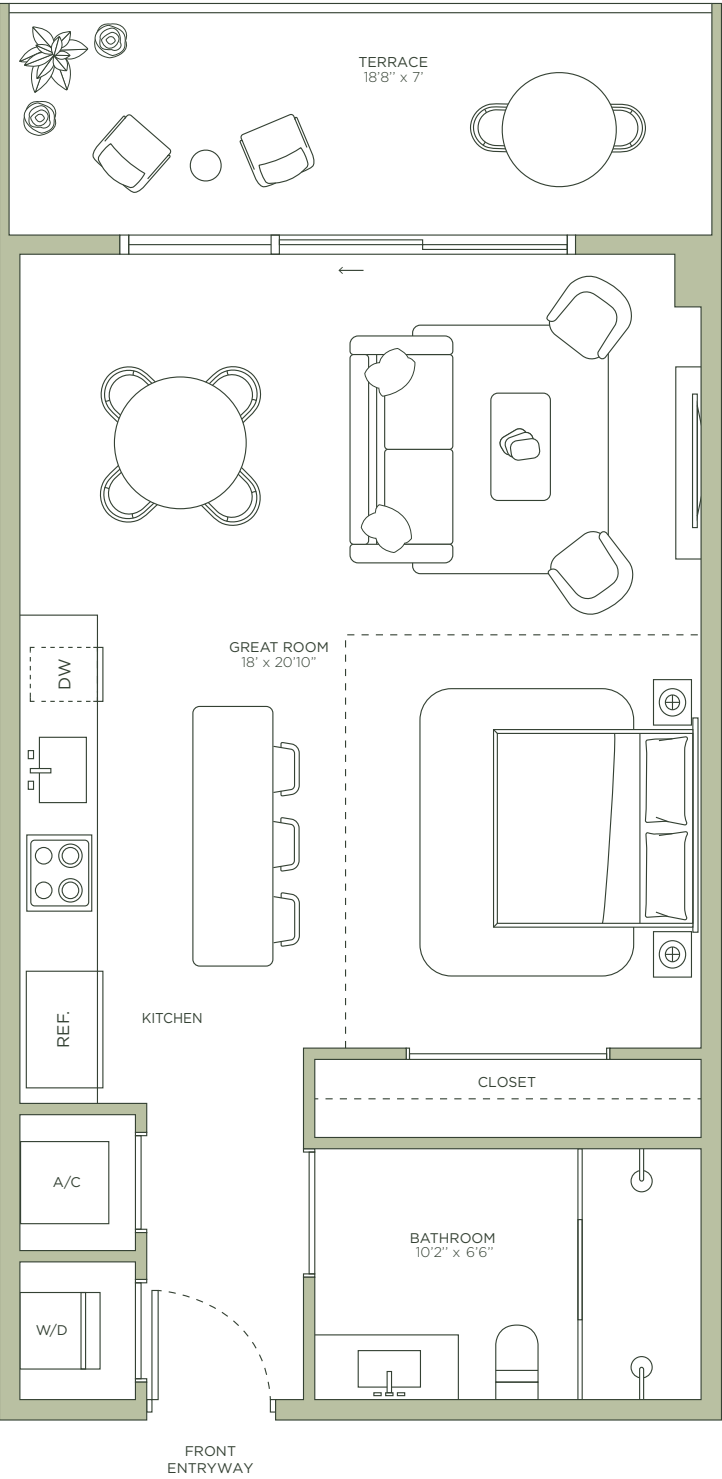 TERRACE
18'8'' x 7'
GREAT ROOM
18' x 20'10"
DW
REF.
KITCHEN
CLOSET
A/C
BATHROOM
10'2'' x 6'6''
W/D
FRONT
ENTRYWAY